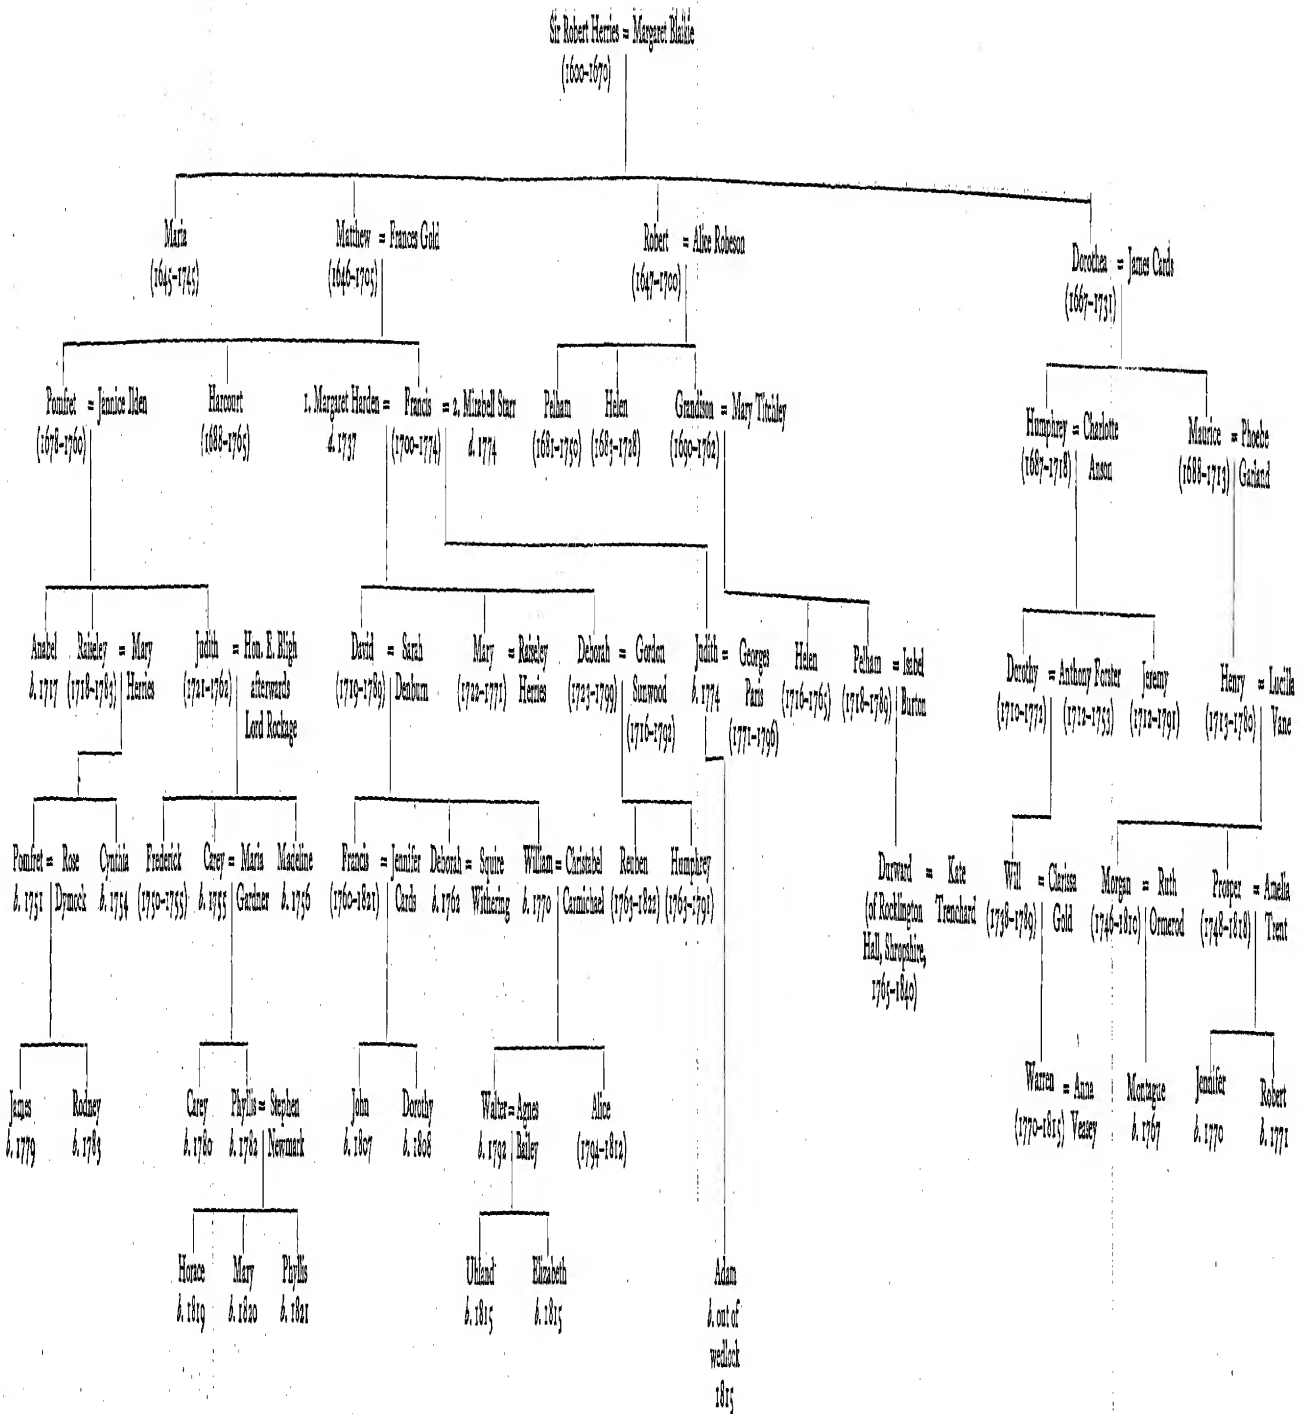 Sir Robert Herries = Margaret Blaikie
(1600–1670)
Maria
(1645–1745)
Matthew = Frances Gold
(1646–1705)
Robert = Alice Robeson
(1647–1700)
Dorothea = James Cards
(1667–1731)
Pomfret = Jannice Ilden
(1678–1760)
Harcourt
(1688–1765)
1. Margaret Harden = Francis = 2. Mirabell Starr
d. 1737 (1700–1774) d. 1774
Pelham
(1681–1750)
Helen
(1685–1728)
Grandison = Mary Titchley
(1690–1762)
Humphrey = Charlotte
(1687–1718) Anson
Maurice = Phoebe
(1688–1713) Garland
Anabel
b. 1717
Raiseley = Mary
(1718–1783) Herries
Judith = Hon. E. Bligh
(1721–1762) afterwards
Lord Rockage
David = Sarah
(1719–1789) Denburn
Mary = Raiseley
(1722–1771) Herries
Deborah = Gordon
(1723–1799) Sunwood
(1716–1792)
Judith = Georges
b. 1774 Paris
(1771–1796)
Helen
(1716–1765)
Pelham = Isabel
(1718–1789) Burton
Dorothy = Anthony Forster
(1710–1772) (1712–1753)
Jeremy
(1712–1791)
Henry = Lucilla
(1713–1780) Vane
Pomfret = Rose
b. 1751 Dymock
Cynthia
b. 1754
Frederick
(1750–1755)
Carey = Maria
b. 1755 Gardner
Madeline
b. 1756
Francis = Jennifer
(1760–1821) Cards
Deborah = Squire
b. 1762 Withering
William = Christabel
b. 1770 Carmichael
Reuben
(1763–1822)
Humphrey
(1763–1791)
Durward = Kate
(of Rocklington Trenchard
Hall, Shropshire,
1765–1840)
Will = Clarissa
(1738–1789) Gold
Morgan = Ruth
(1746–1810) Ormerod
Prosper = Amelia
(1748–1818) Trent
James
b. 1779
Rodney
b. 1783
Carey
b. 1780
Phyllis = Stephen
b. 1782 Newmark
John
b. 1807
Dorothy
b. 1808
Walter = Agnes
b. 1792 Bailey
Alice
(1794–1812)
Warren = Anna
(1770–1815) Veasey
Montague
b. 1767
Jennifer
b. 1770
Robert
b. 1771
Horace
b. 1819
Mary
b. 1820
Phyllis
b. 1821
Uhland
b. 1815
Elizabeth
b. 1815
Adam
b. out of
wedlock
1815